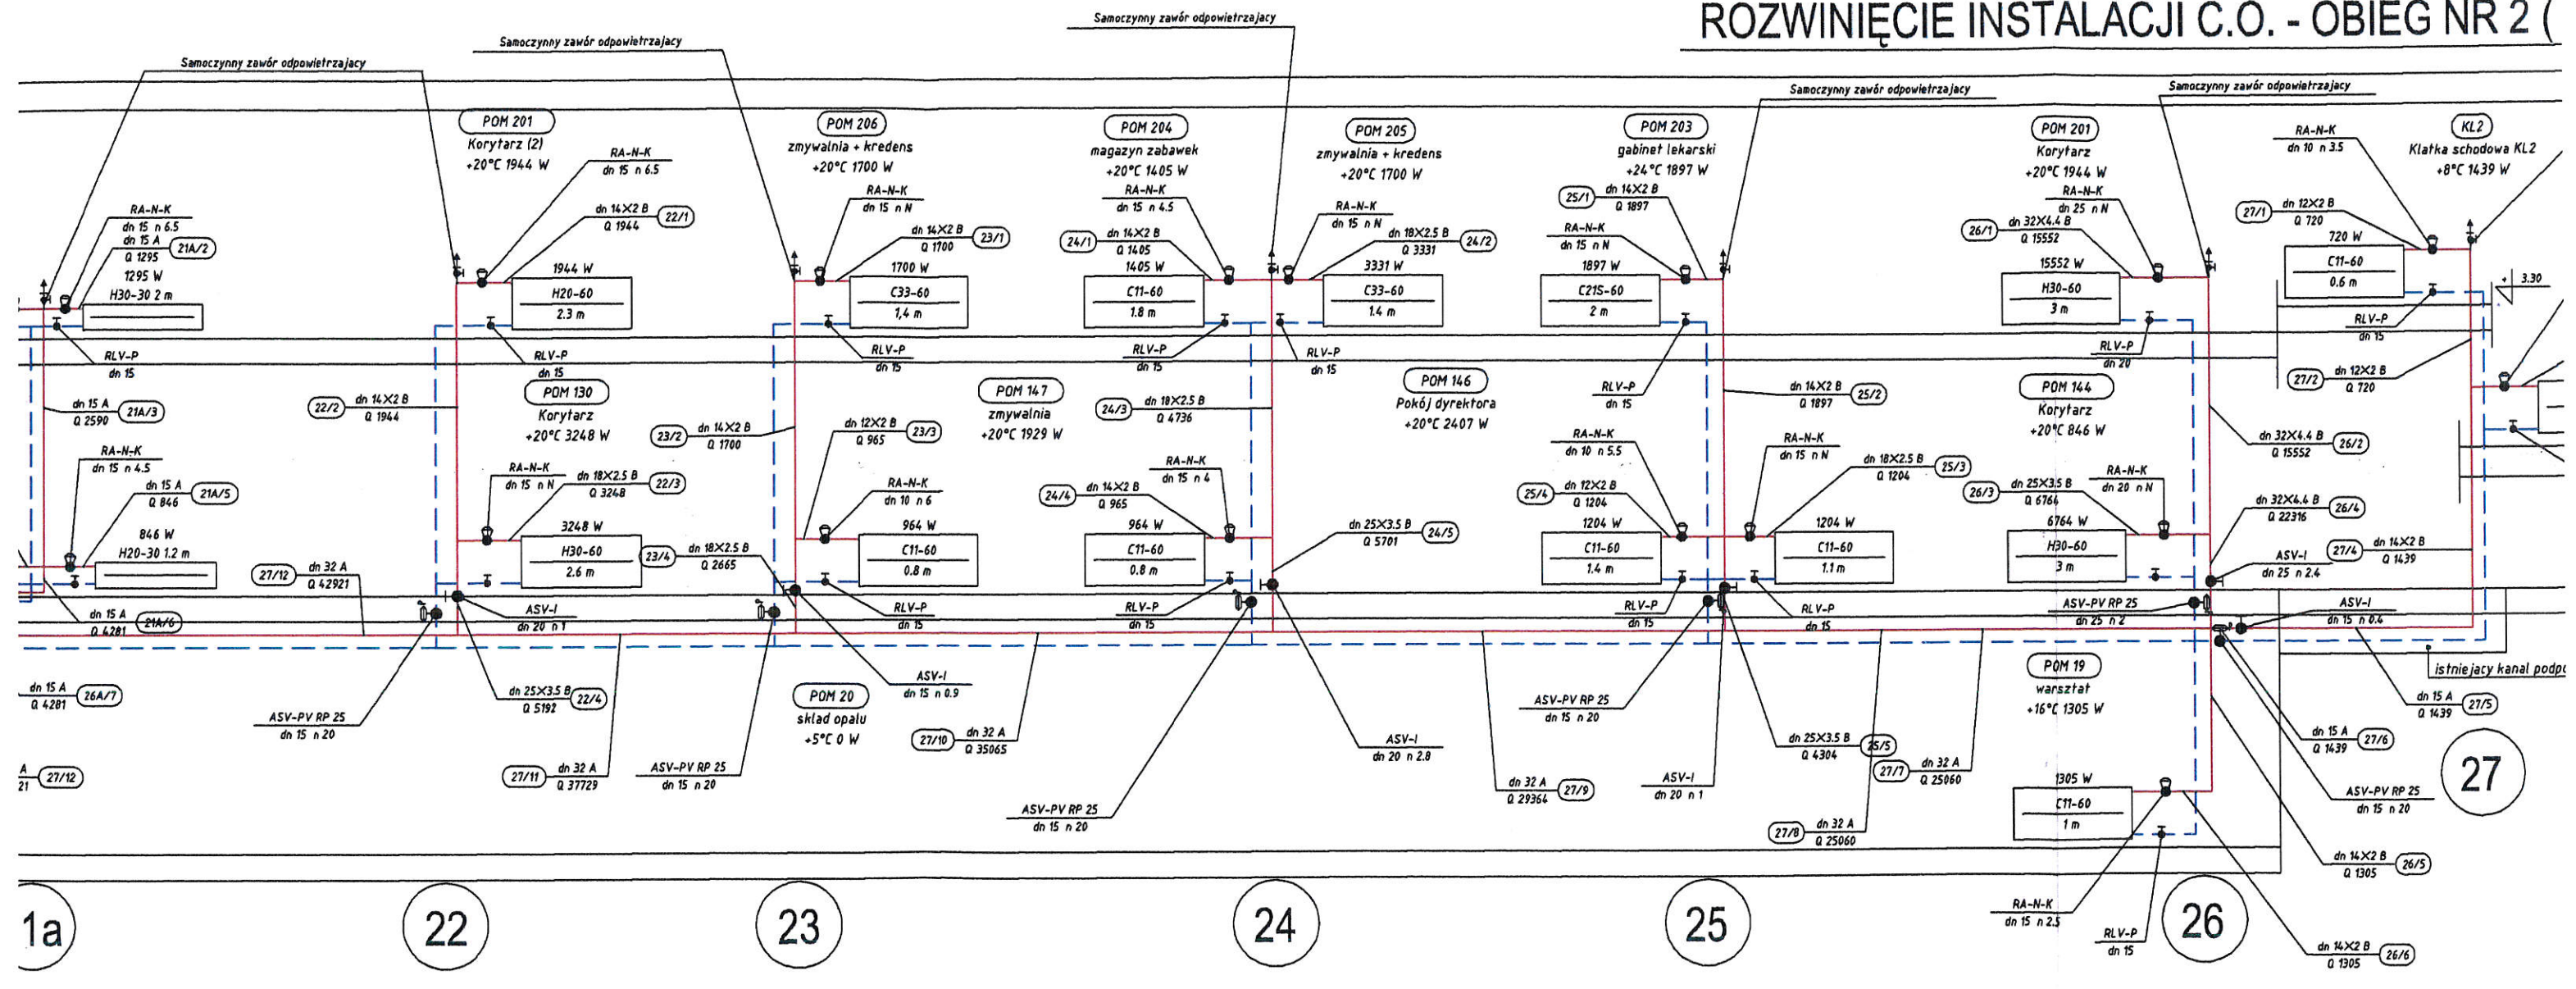 ROZWINIĘCIE INSTALACJI C.O. - OBIEG NR 2 (
Samoczynny zawór odpowietrzajacy
Samoczynny zawór odpowietrzajacy
Samoczynny zawór odpowietrzajacy
Samoczynny zawór odpowietrzajacy
Samoczynny zawór odpowietrzajacy
RA-N-K
dn 15 n 6.5
dn 15 A
Q 1295
21A/2
1295 W
H30-30 2 m
RLV-P
dn 15
dn 15 A
Q 2590
21A/3
RA-N-K
dn 15 n 4.5
dn 15 A
Q 846
21A/5
846 W
H20-30 1.2 m
dn 15 A
Q 4281
21A/6
dn 15 A
Q 4281
26A/7
A
21
27/12
1a
POM 201
Korytarz (2)
+20°C 1944 W
RA-N-K
dn 15 n 6.5
dn 14X2 B
Q 1944
22/1
1944 W
H20-60
2.3 m
RLV-P
dn 15
22/2
dn 14X2 B
Q 1944
POM 130
Korytarz
+20°C 3248 W
RA-N-K
dn 15 n N
dn 18X2.5 B
Q 3248
22/3
3248 W
H30-60
2.6 m
27/12
dn 32 A
Q 42921
ASV-I
dn 20 n 1
dn 25X3.5 B
Q 5192
22/4
ASV-PV RP 25
dn 15 n 20
27/11
dn 32 A
Q 37729
22
POM 206
zmywalnia + kredens
+20°C 1700 W
RA-N-K
dn 15 n N
dn 14X2 B
Q 1700
23/1
1700 W
C33-60
1,4 m
RLV-P
dn 15
23/2
dn 14X2 B
Q 1700
dn 12X2 B
Q 965
23/3
RA-N-K
dn 10 n 6
964 W
C11-60
0.8 m
23/4
dn 18X2.5 B
Q 2665
RLV-P
dn 15
ASV-I
dn 15 n 0.9
POM 20
sklad opalu
+5°C 0 W
ASV-PV RP 25
dn 15 n 20
27/10
dn 32 A
Q 35065
23
POM 204
magazyn zabawek
+20°C 1405 W
RA-N-K
dn 15 n 4.5
24/1
dn 14X2 B
Q 1405
1405 W
C11-60
1.8 m
RLV-P
dn 15
POM 205
zmywalnia + kredens
+20°C 1700 W
RA-N-K
dn 15 n N
dn 18X2.5 B
Q 3331
24/2
3331 W
C33-60
1.4 m
RLV-P
dn 15
POM 147
zmywalnia
+20°C 1929 W
24/3
dn 18X2.5 B
Q 4736
RA-N-K
dn 15 n 4
24/4
dn 14X2 B
Q 965
964 W
C11-60
0.8 m
dn 25X3.5 B
Q 5701
24/5
RLV-P
dn 15
ASV-I
dn 20 n 2.8
ASV-PV RP 25
dn 15 n 20
24
POM 203
gabinet lekarski
+24°C 1897 W
25/1
dn 14X2 B
Q 1897
RA-N-K
dn 15 n N
1897 W
C21S-60
2 m
RLV-P
dn 15
POM 146
Pokój dyrektora
+20°C 2407 W
dn 14X2 B
Q 1897
25/2
RA-N-K
dn 10 n 5.5
25/4
dn 12X2 B
Q 1204
1204 W
C11-60
1.4 m
RA-N-K
dn 15 n N
dn 18X2.5 B
Q 1204
25/3
1204 W
C11-60
1.1 m
RLV-P
dn 15
RLV-P
dn 15
ASV-PV RP 25
dn 15 n 20
dn 25X3.5 B
Q 4304
25/5
ASV-I
dn 20 n 1
dn 32 A
Q 29364
27/9
27/7
dn 32 A
Q 25060
27/8
dn 32 A
Q 25060
25
POM 201
Korytarz
+20°C 1944 W
RA-N-K
dn 25 n N
26/1
dn 32X4.4 B
Q 15552
15552 W
H30-60
3 m
RLV-P
dn 20
POM 144
Korytarz
+20°C 846 W
dn 32X4.4 B
Q 15552
26/2
RA-N-K
dn 20 n N
26/3
dn 25X3.5 B
Q 6764
6764 W
H30-60
3 m
dn 32X4.4 B
Q 22316
26/4
ASV-I
dn 25 n 2.4
ASV-PV RP 25
dn 25 n 2
POM 19
warsztat
+16°C 1305 W
1305 W
C11-60
1 m
RA-N-K
dn 15 n 2.5
RLV-P
dn 15
dn 14X2 B
Q 1305
26/5
dn 14X2 B
Q 1305
26/6
26
KL2
Klatka schodowa KL2
+8°C 1439 W
RA-N-K
dn 10 n 3.5
27/1
dn 12X2 B
Q 720
720 W
C11-60
0.6 m
3.30
RLV-P
dn 15
27/2
dn 12X2 B
Q 720
27/4
dn 14X2 B
Q 1439
ASV-I
dn 15 n 0.4
istniejacy kanal podpo
dn 15 A
Q 1439
27/5
dn 15 A
Q 1439
27/6
ASV-PV RP 25
dn 15 n 20
27